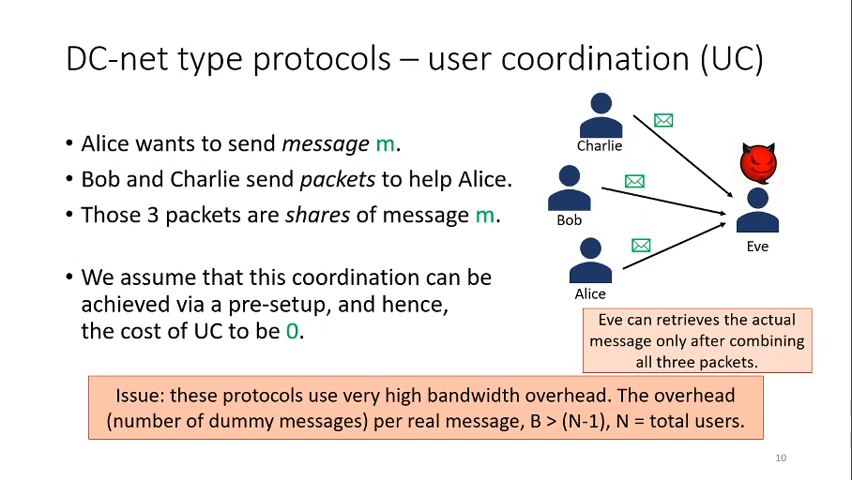 DC-net type protocols – user coordination (UC)
• Alice wants to send message m.
• Bob and Charlie send packets to help Alice.
• Those 3 packets are shares of message m.
• We assume that this coordination can be
achieved via a pre-setup, and hence,
the cost of UC to be 0.
Charlie
Bob
Alice
Eve
Eve can retrieves the actual
message only after combining
all three packets.
Issue: these protocols use very high bandwidth overhead. The overhead
(number of dummy messages) per real message, B > (N-1), N = total users.
10